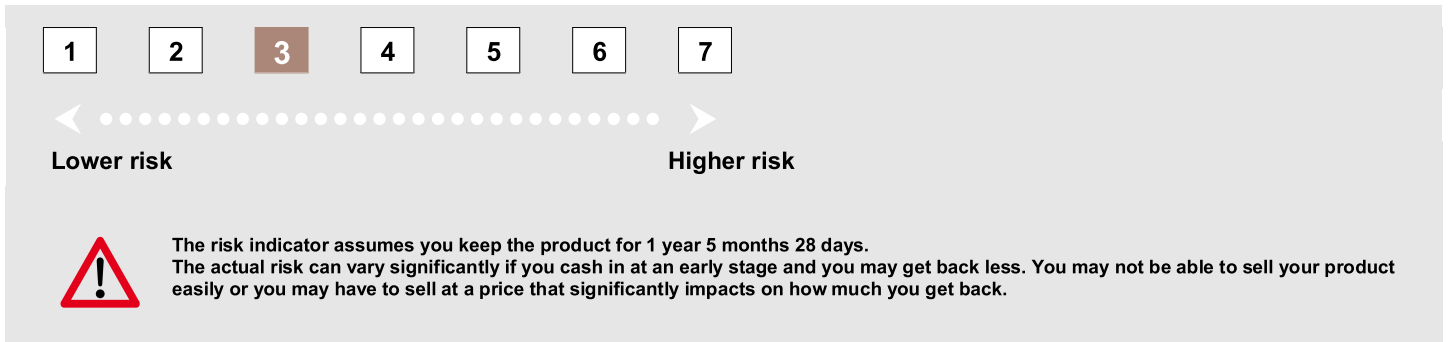 1 2 3 4 5 6 7
Lower risk Higher risk
The risk indicator assumes you keep the product for 1 year 5 months 28 days.
The actual risk can vary significantly if you cash in at an early stage and you may get back less. You may not be able to sell your product
easily or you may have to sell at a price that significantly impacts on how much you get back.